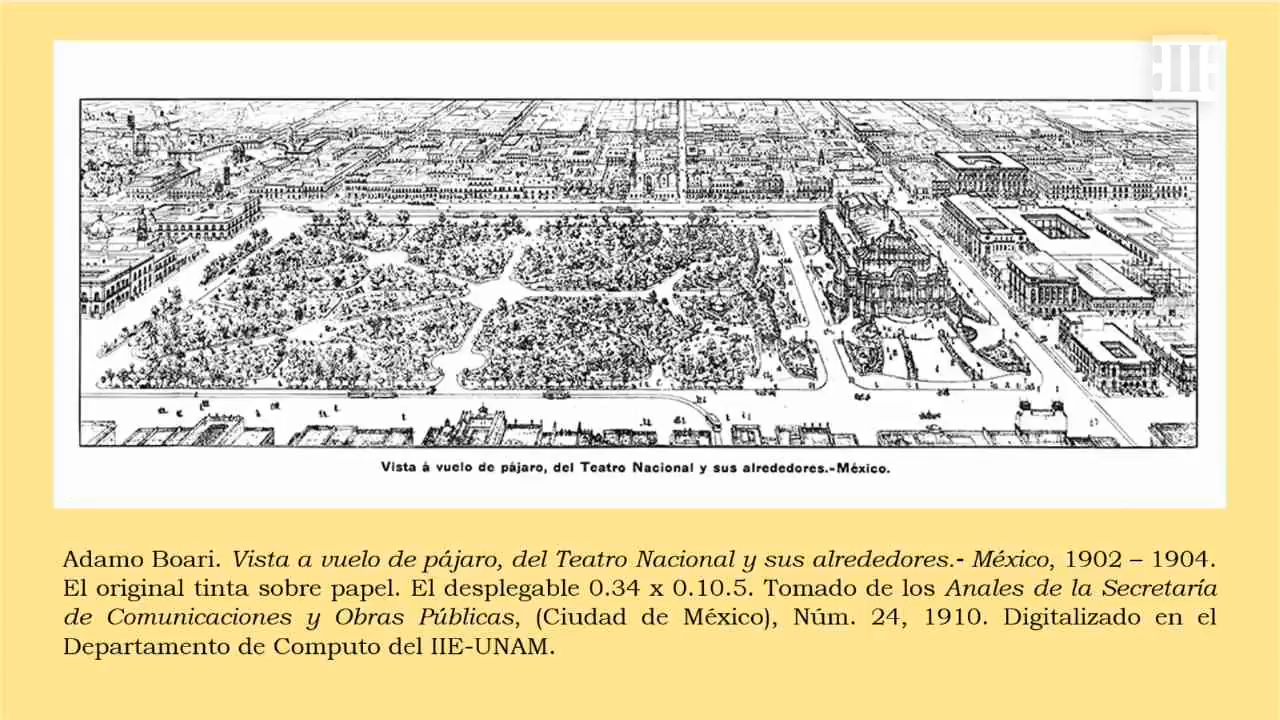 Vista á vuelo de pájaro, del Teatro Nacional y sus alrededores.-México.
Adamo Boari. Vista a vuelo de pájaro, del Teatro Nacional y sus alrededores.- México, 1902 – 1904.
El original tinta sobre papel. El desplegable 0.34 x 0.10.5. Tomado de los Anales de la Secretaría
de Comunicaciones y Obras Públicas, (Ciudad de México), Núm. 24, 1910. Digitalizado en el
Departamento de Computo del IIE-UNAM.